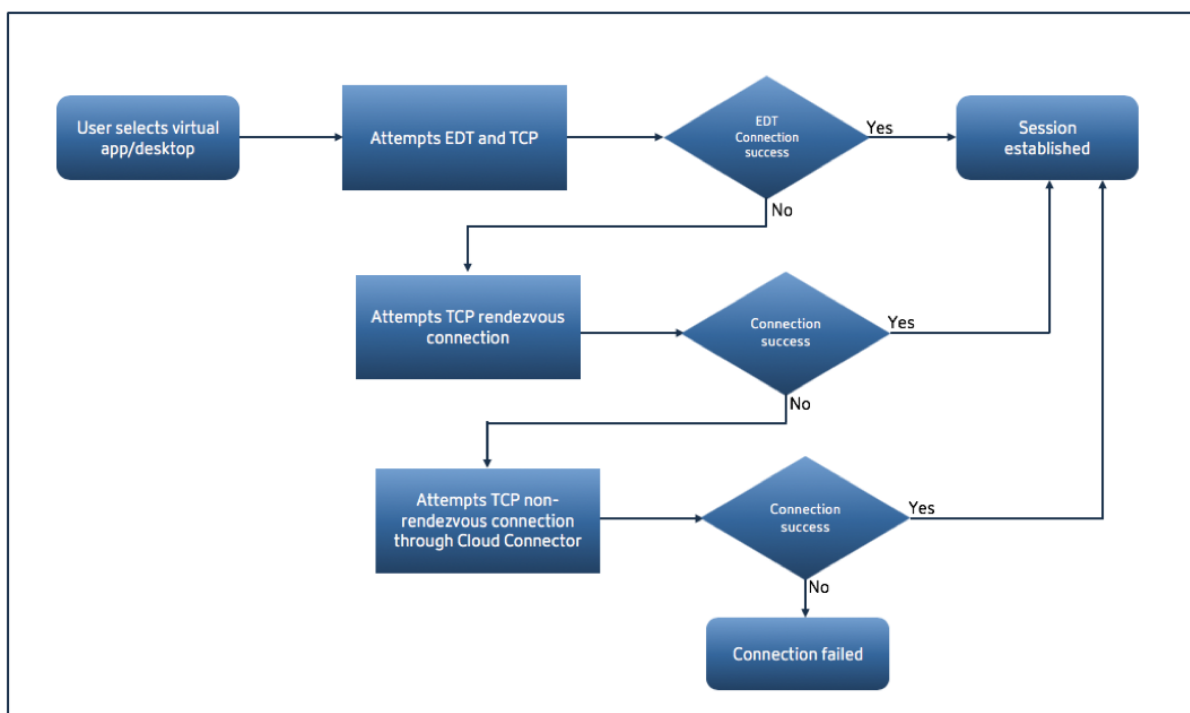 User selects virtual
app/desktop
Attempts EDT and TCP
EDT
Connection
success
Yes
Session
established
No
Attempts TCP rendezvous
connection
Connection
success
Yes
No
Attempts TCP non-
rendezvous connection
through Cloud Connector
Connection
success
Yes
No
Connection failed